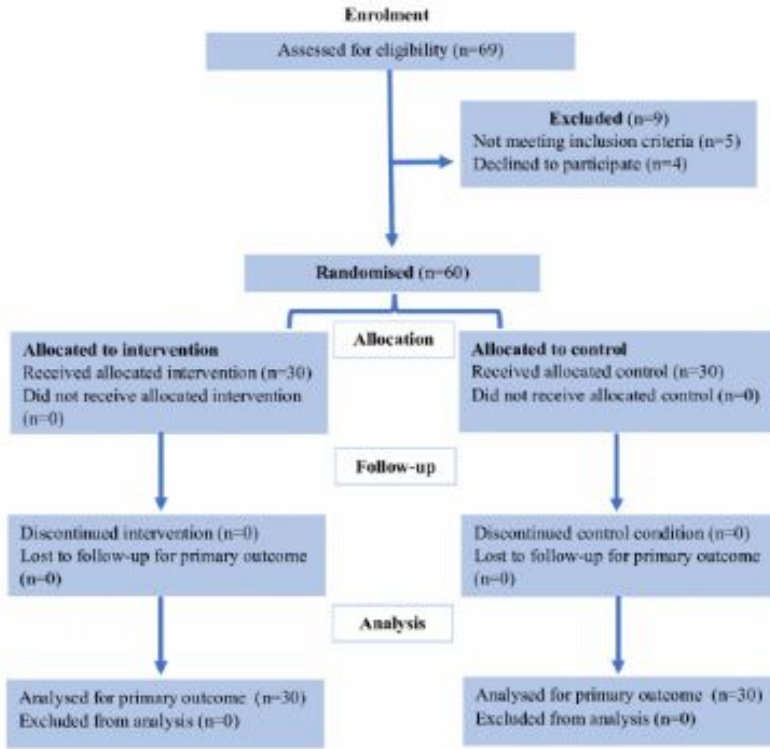 Enrolment
Assessed for eligibility (n=69)
Excluded (n=9)
Not meeting inclusion criteria (n=5)
Declined to participate (n=4)
Randomised (n=60)
Allocation
Allocated to intervention
Received allocated intervention (n=30)
Did not receive allocated intervention
(n=0)
Allocated to control
Received allocated control (n=30)
Did not receive allocated control (n=0)
Follow-up
Discontinued intervention (n=0)
Lost to follow-up for primary outcome
(n=0)
Discontinued control condition (n=0)
Lost to follow-up for primary outcome
(n=0)
Analysis
Analysed for primary outcome (n=30)
Excluded from analysis (n=0)
Analysed for primary outcome (n=30)
Excluded from analysis (n=0)